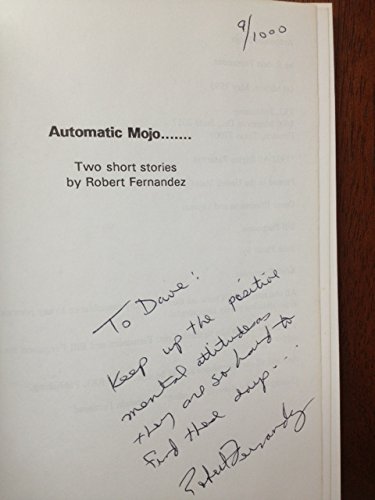 9/1000
Automatic Mojo.......
Two short stories
by Robert Fernandez
To Dave!
Keep up the positive
mental attitude as
they are so hard to
find these days...
Robert Fernandez